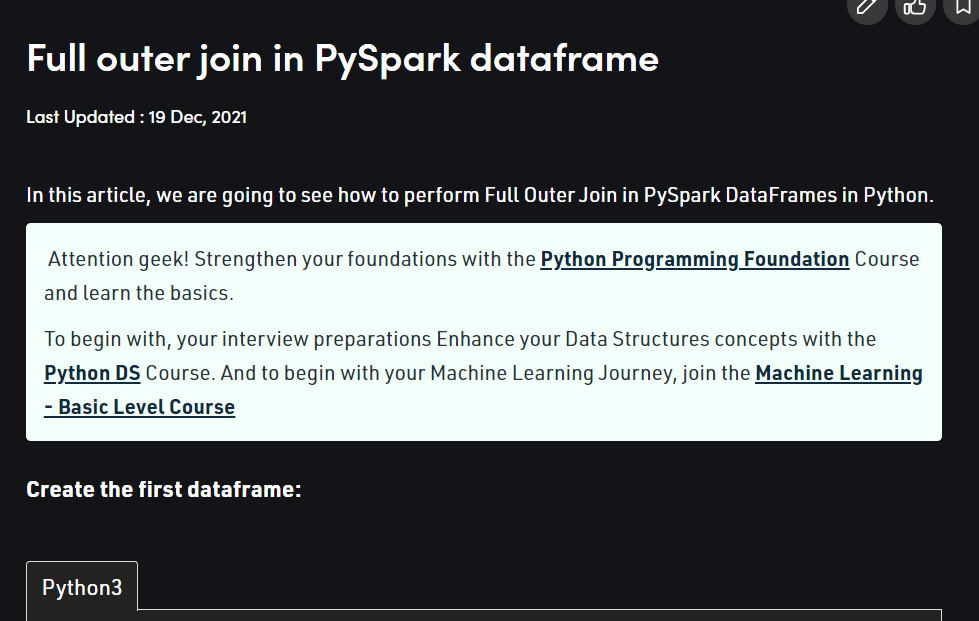 Full outer join in PySpark dataframe
Last Updated : 19 Dec, 2021
In this article, we are going to see how to perform Full Outer Join in PySpark DataFrames in Python.
Attention geek! Strengthen your foundations with the Python Programming Foundation Course
and learn the basics.
To begin with, your interview preparations Enhance your Data Structures concepts with the
Python DS Course. And to begin with your Machine Learning Journey, join the Machine Learning
- Basic Level Course
Create the first dataframe:
Python3